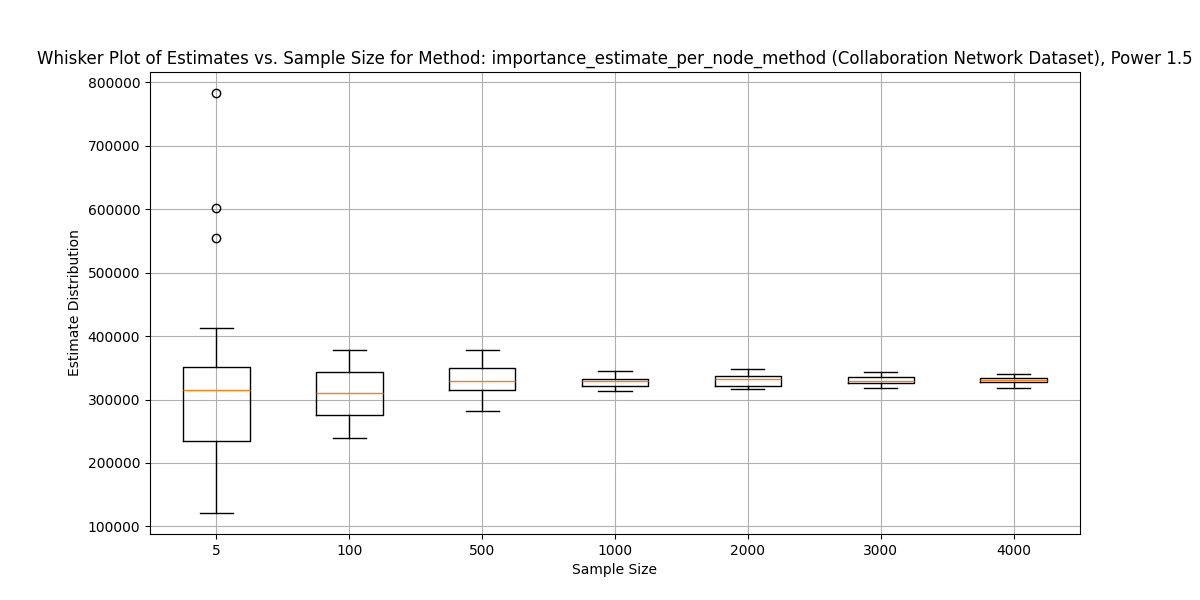 Whisker Plot of Estimates vs. Sample Size for Method: importance_estimate_per_node_method (Collaboration Network Dataset), Power 1.5
800000
700000
600000
500000
400000
300000
200000
100000
Estimate Distribution
5 100 500 1000 2000 3000 4000
Sample Size